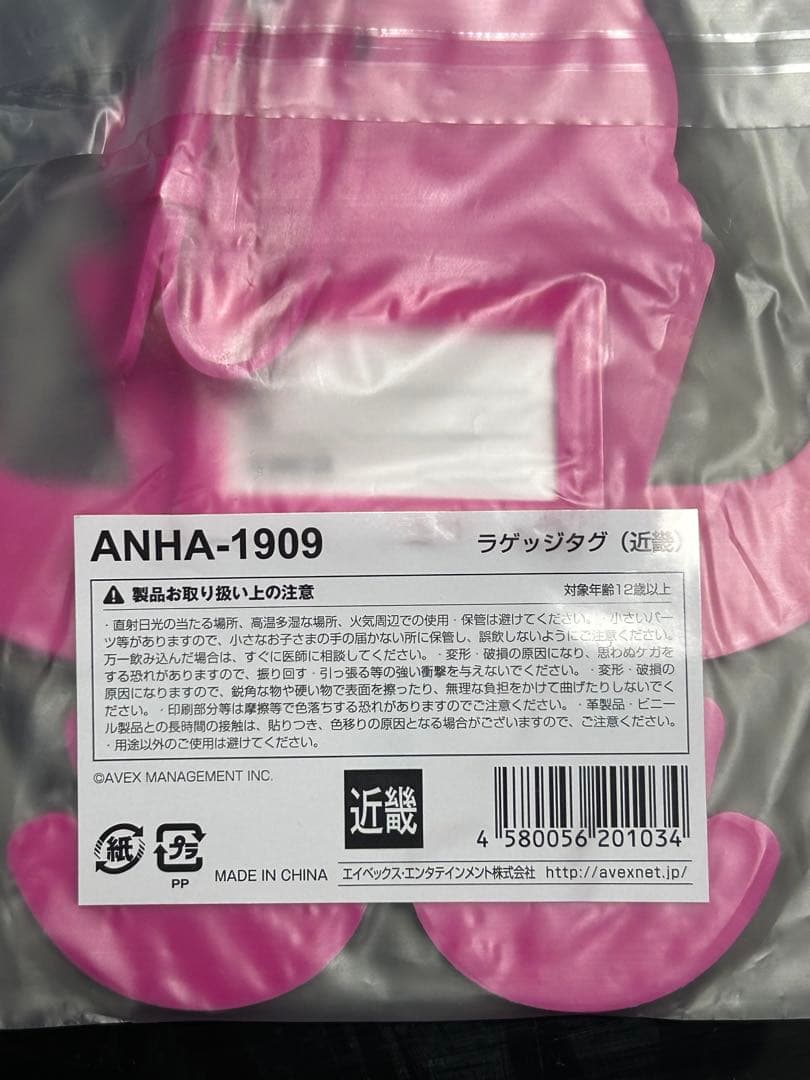 ANHA-1909
ラゲッジタグ（近畿）
製品お取り扱い上の注意
対象年齢12歳以上
・直射日光の当たる場所、高温多湿な場所、火気周辺での使用・保管は避けてください。・小さいパー
ツ等がありますので、小さなお子さまの手の届かない所に保管し、誤飲しないようにご注意ください。
万一飲み込んだ場合は、すぐに医師に相談してください。・変形・破損の原因になり、思わぬケガを
する恐れがありますので、振り回す・引っ張る等の強い衝撃を与えないでください。・変形・破損の
原因になりますので、鋭角な物や硬い物で表面を擦ったり、無理な負担をかけて曲げたりしないでく
ださい。・印刷部分等は摩擦等で色落ちする恐れがありますのでご注意ください。・革製品・ビニー
ル製品との長時間の接触は、貼りつき、色移りの原因となる場合がございますので、ご注意ください。
・用途以外のご使用は避けてください。
©AVEX MANAGEMENT INC.
近畿
4 580056 201034
紙
プラ
PP
MADE IN CHINA
エイベックス・エンタテインメント株式会社 http://avexnet.jp/